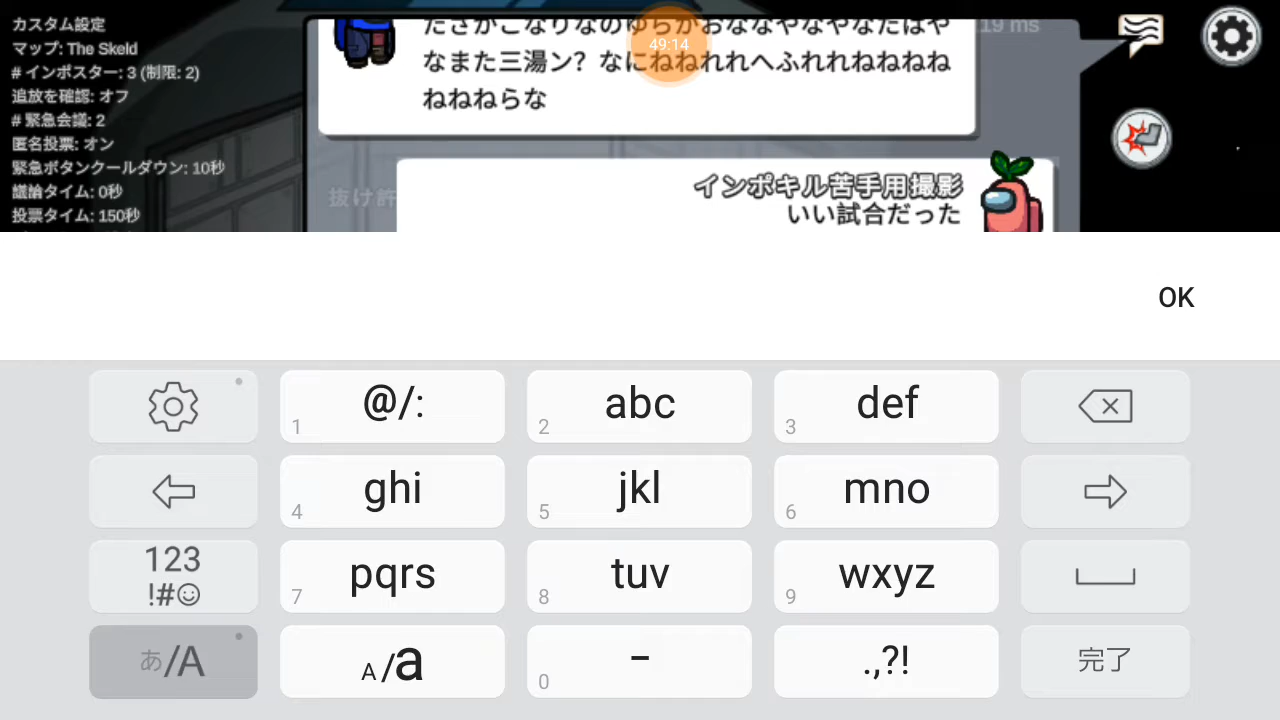 カスタム設定
マップ: The Skeld
# インポスター: 3 (制限: 2)
追放を確認: オフ
# 緊急会議: 2
匿名投票: オン
緊急ボタンクールダウン: 10秒
議論タイム: 0秒
投票タイム: 150秒
19 ms
49:14
なまた三湯ン？なにねねれれへふれれねねねね
ねねねらな
抜け許
インポキル苦手用撮影
いい試合だった
OK
@/:
1
abc
2
def
3
ghi
4
jkl
5
mno
6
123
!#☺
pqrs
7
tuv
8
wxyz
9
あ/A
A/a
–
0
.,?!
完了